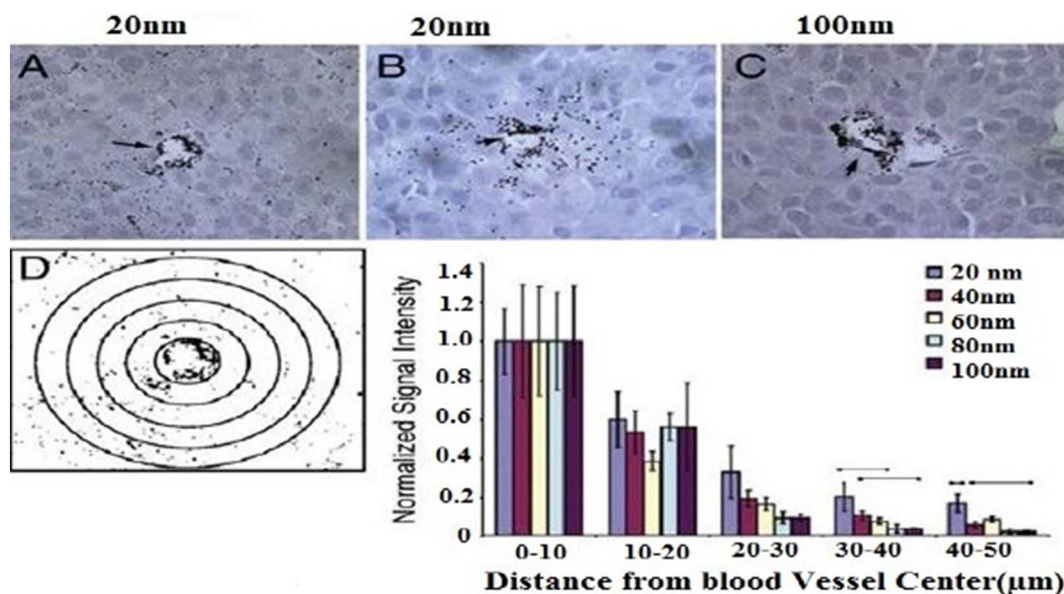 20nm
20nm
100nm
A
B
C
D
Normalized Signal Intensity
1.4
1.2
1.0
0.8
0.6
0.4
0.2
0
20 nm
40nm
60nm
80nm
100nm
0-10
10-20
20-30
30-40
40-50
Distance from blood Vessel Center(μm)